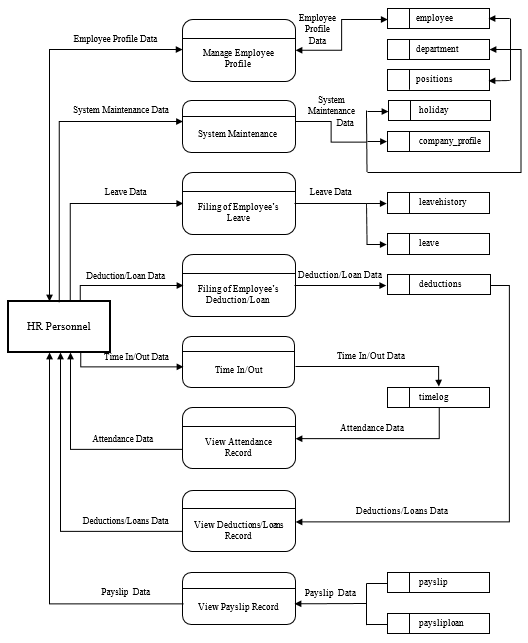 Employee Profile Data
Manage Employee
Profile
Employee
Profile
Data
employee
department
positions
System Maintenance Data
System Maintenance
System
Maintenance
Data
holiday
company_profile
Leave Data
Filing of Employee's
Leave
Leave Data
leavehistory
leave
Deduction/Loan Data
Filing of Employee's
Deduction/Loan
Deduction/Loan Data
deductions
HR Personnel
Time In/Out Data
Time In/Out
Time In/Out Data
timelog
Attendance Data
View Attendance
Record
Attendance Data
Deductions/Loans Data
View Deductions/Loans
Record
Deductions/Loans Data
Payslip Data
View Payslip Record
Payslip Data
payslip
paysliploan